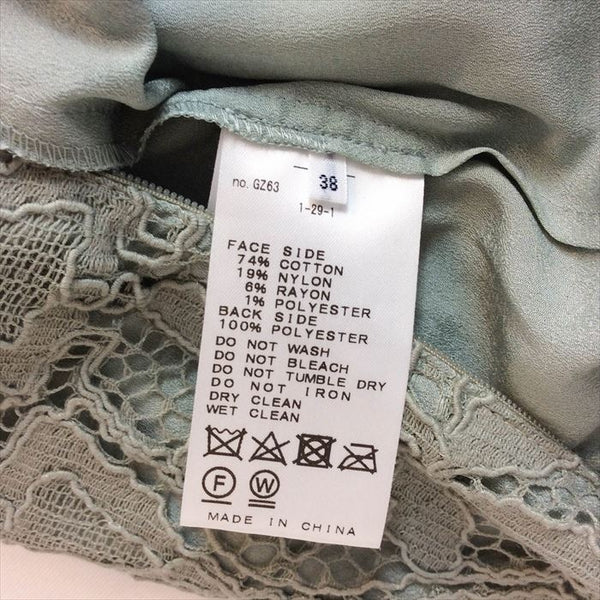 38
no. GZ63
1-29-1
FACE SIDE
74% COTTON
19% NYLON
6% RAYON
1% POLYESTER
BACK SIDE
100% POLYESTER
DO NOT WASH
DO NOT BLEACH
DO NOT TUMBLE DRY
DO NOT IRON
DRY CLEAN
WET CLEAN
F W
MADE IN CHINA